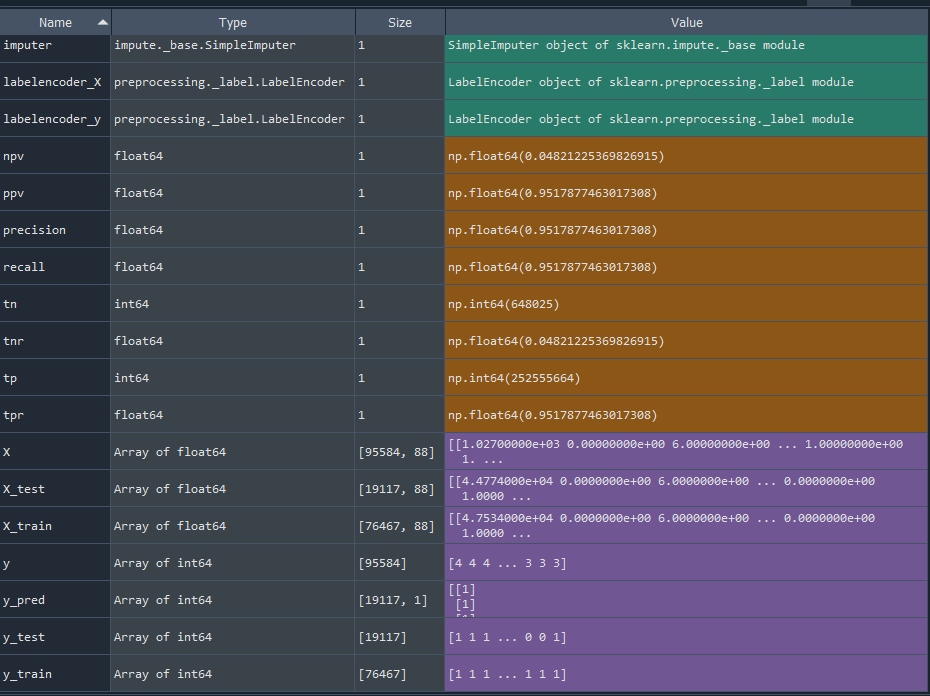 Name Type Size Value
imputer impute._base.SimpleImputer 1 SimpleImputer object of sklearn.impute._base module
labelencoder_X preprocessing._label.LabelEncoder 1 LabelEncoder object of sklearn.preprocessing._label module
labelencoder_y preprocessing._label.LabelEncoder 1 LabelEncoder object of sklearn.preprocessing._label module
npv float64 1 np.float64(0.04821225369826915)
ppv float64 1 np.float64(0.9517877463017308)
precision float64 1 np.float64(0.9517877463017308)
recall float64 1 np.float64(0.9517877463017308)
tn int64 1 np.int64(648025)
tnr float64 1 np.float64(0.04821225369826915)
tp int64 1 np.int64(252555664)
tpr float64 1 np.float64(0.9517877463017308)
X Array of float64 [95584, 88] [[1.02700000e+03 0.00000000e+00 6.00000000e+00 ... 1.00000000e+00
1. ...
X_test Array of float64 [19117, 88] [[4.4774000e+04 0.0000000e+00 6.0000000e+00 ... 0.0000000e+00
1.0000 ...
X_train Array of float64 [76467, 88] [[4.7534000e+04 0.0000000e+00 6.0000000e+00 ... 0.0000000e+00
1.0000 ...
y Array of int64 [95584] [4 4 4 ... 3 3 3]
y_pred Array of int64 [19117, 1] [[1]
[1]
y_test Array of int64 [19117] [1 1 1 ... 0 0 1]
y_train Array of int64 [76467] [1 1 1 ... 1 1 1]